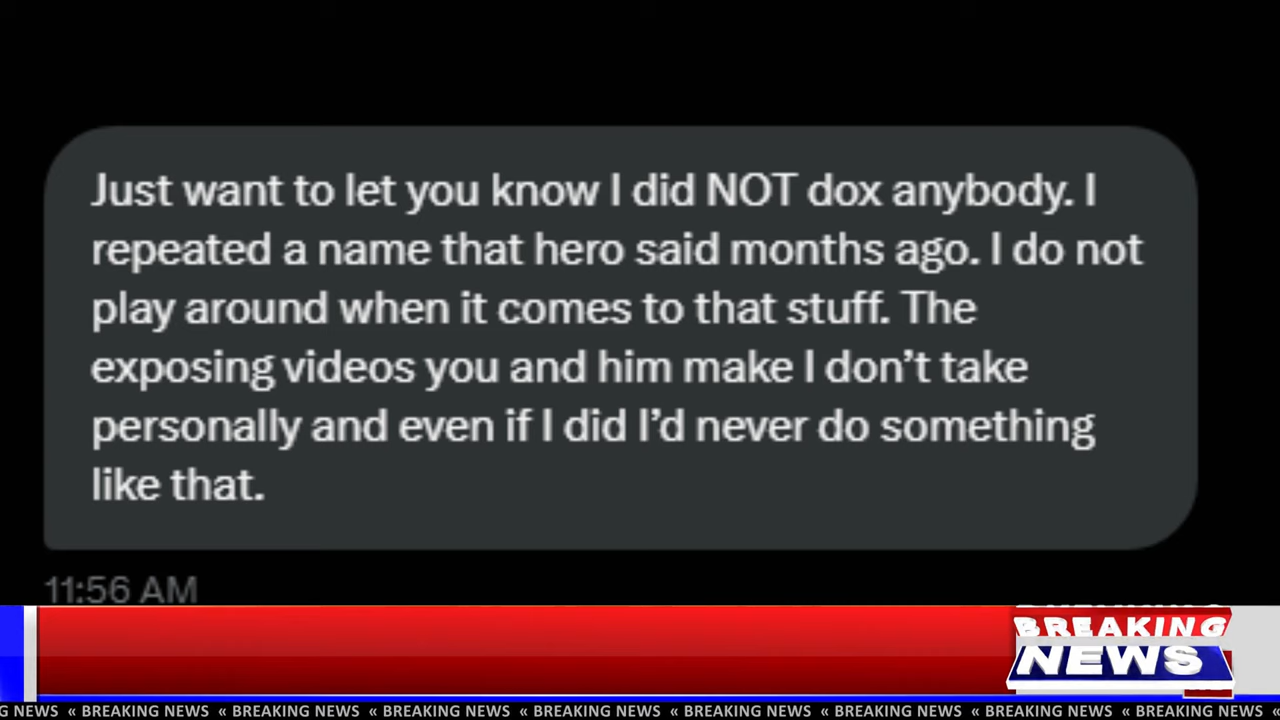 Just want to let you know I did NOT dox anybody. I
repeated a name that hero said months ago. I do not
play around when it comes to that stuff. The
exposing videos you and him make I don’t take
personally and even if I did I’d never do something
like that.
11:56 AM
BREAKING
NEWS
G NEWS « BREAKING NEWS « BREAKING NEWS « BREAKING NEWS « BREAKING NEWS « BREAKING NEWS « BREAKING NEWS « BREAKING NEWS « BREAKING NEWS «